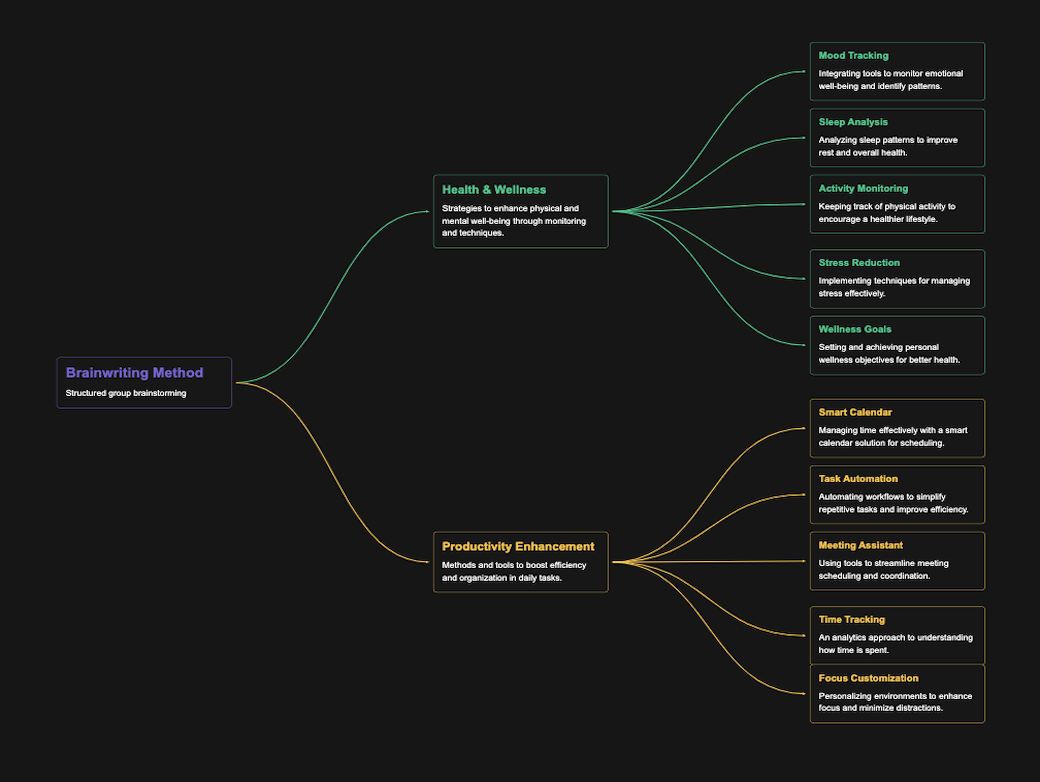 Brainwriting Method
Structured group brainstorming
Health & Wellness
Strategies to enhance physical and
mental well-being through monitoring
and techniques.
Mood Tracking
Integrating tools to monitor emotional
well-being and identify patterns.
Sleep Analysis
Analyzing sleep patterns to improve
rest and overall health.
Activity Monitoring
Keeping track of physical activity to
encourage a healthier lifestyle.
Stress Reduction
Implementing techniques for managing
stress effectively.
Wellness Goals
Setting and achieving personal
wellness objectives for better health.
Productivity Enhancement
Methods and tools to boost efficiency
and organization in daily tasks.
Smart Calendar
Managing time effectively with a smart
calendar solution for scheduling.
Task Automation
Automating workflows to simplify
repetitive tasks and improve efficiency.
Meeting Assistant
Using tools to streamline meeting
scheduling and coordination.
Time Tracking
An analytics approach to understanding
how time is spent.
Focus Customization
Personalizing environments to enhance
focus and minimize distractions.